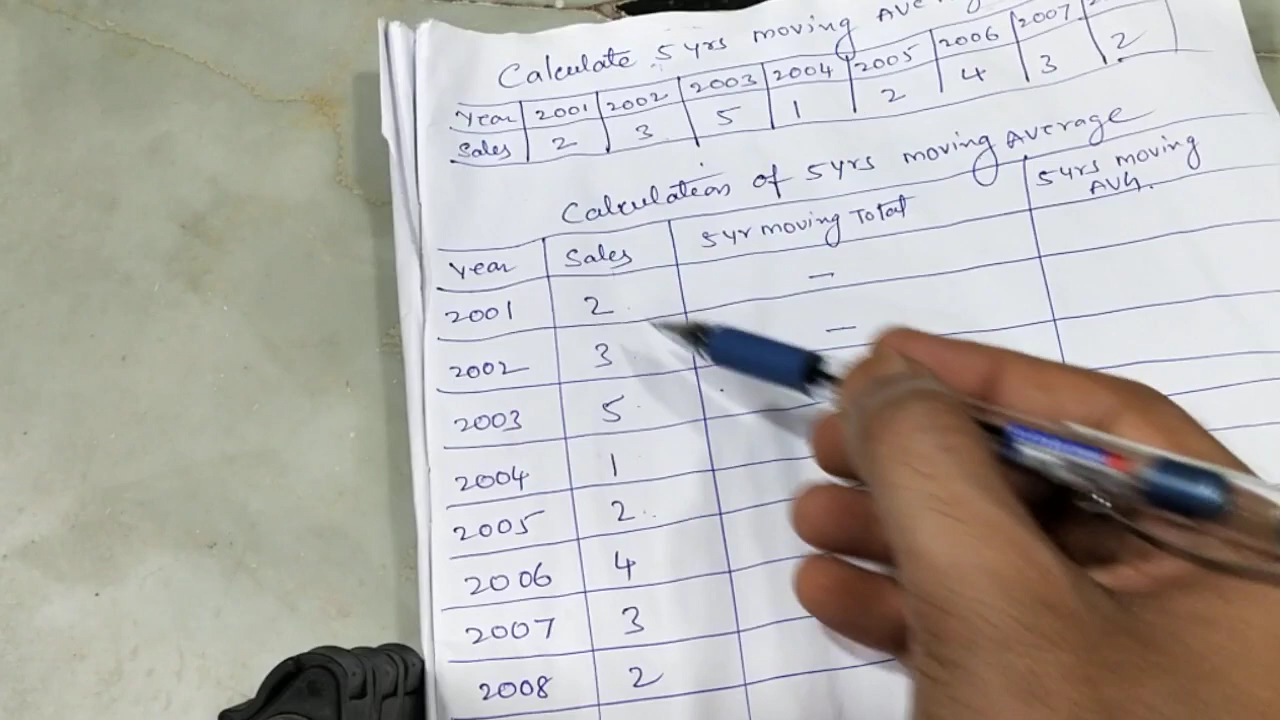 Calculate 5 yrs moving
Year 2001 2002 2003 2004 2005 2006 2007
Sales 2 3 5 1 2 4 3 2
Calculation of 5 yrs moving Average
Year Sales 5 yr moving Total 5 yrs moving AVG.
2001 2 —
2002 3 —
2003 5
2004 1
2005 2
2006 4
2007 3
2008 2